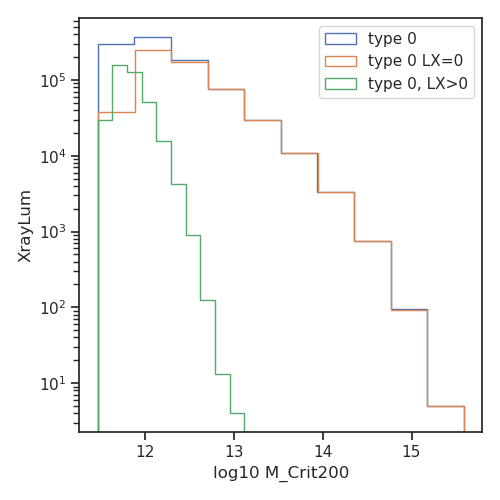 type 0
type 0 LX=0
type 0, LX>0
10^5
10^4
10^3
10^2
10^1
XrayLum
12 13 14 15
log10 M_Crit200